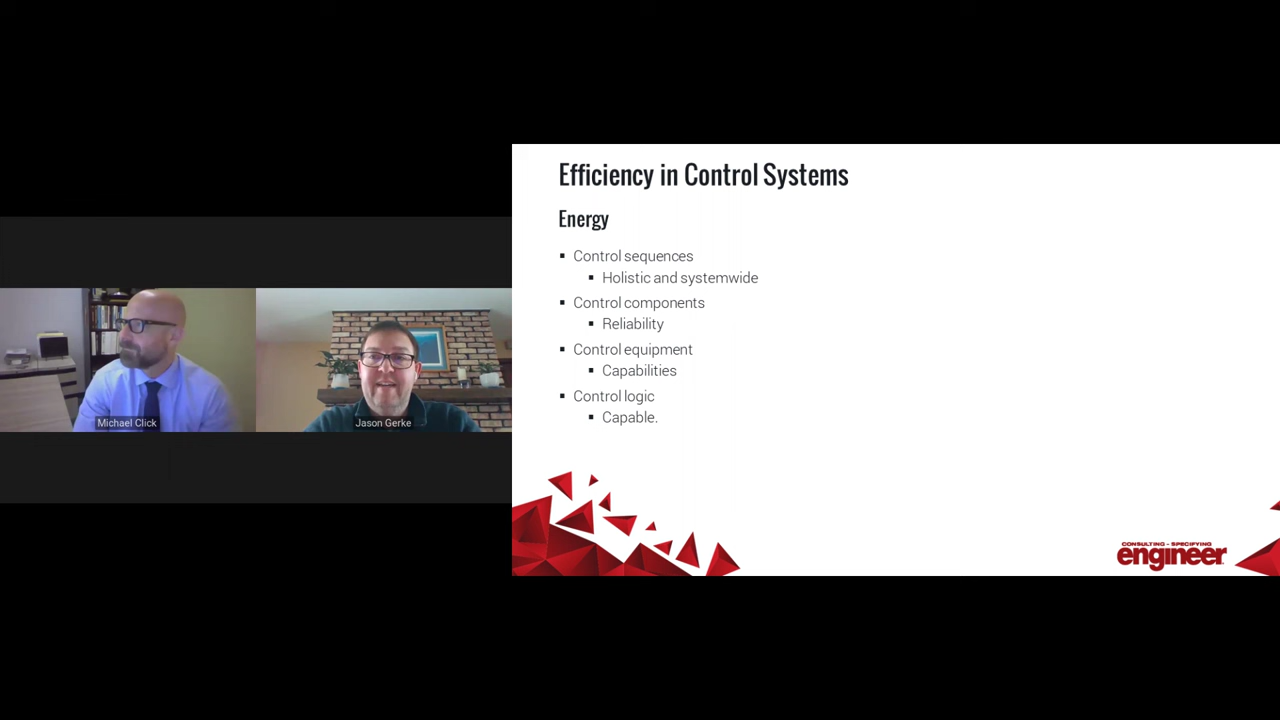 Efficiency in Control Systems
Energy
▪ Control sequences
▪ Holistic and systemwide
▪ Control components
▪ Reliability
▪ Control equipment
▪ Capabilities
▪ Control logic
▪ Capable.
Michael Click
Jason Gerke
CONSULTING - SPECIFYING
engineer